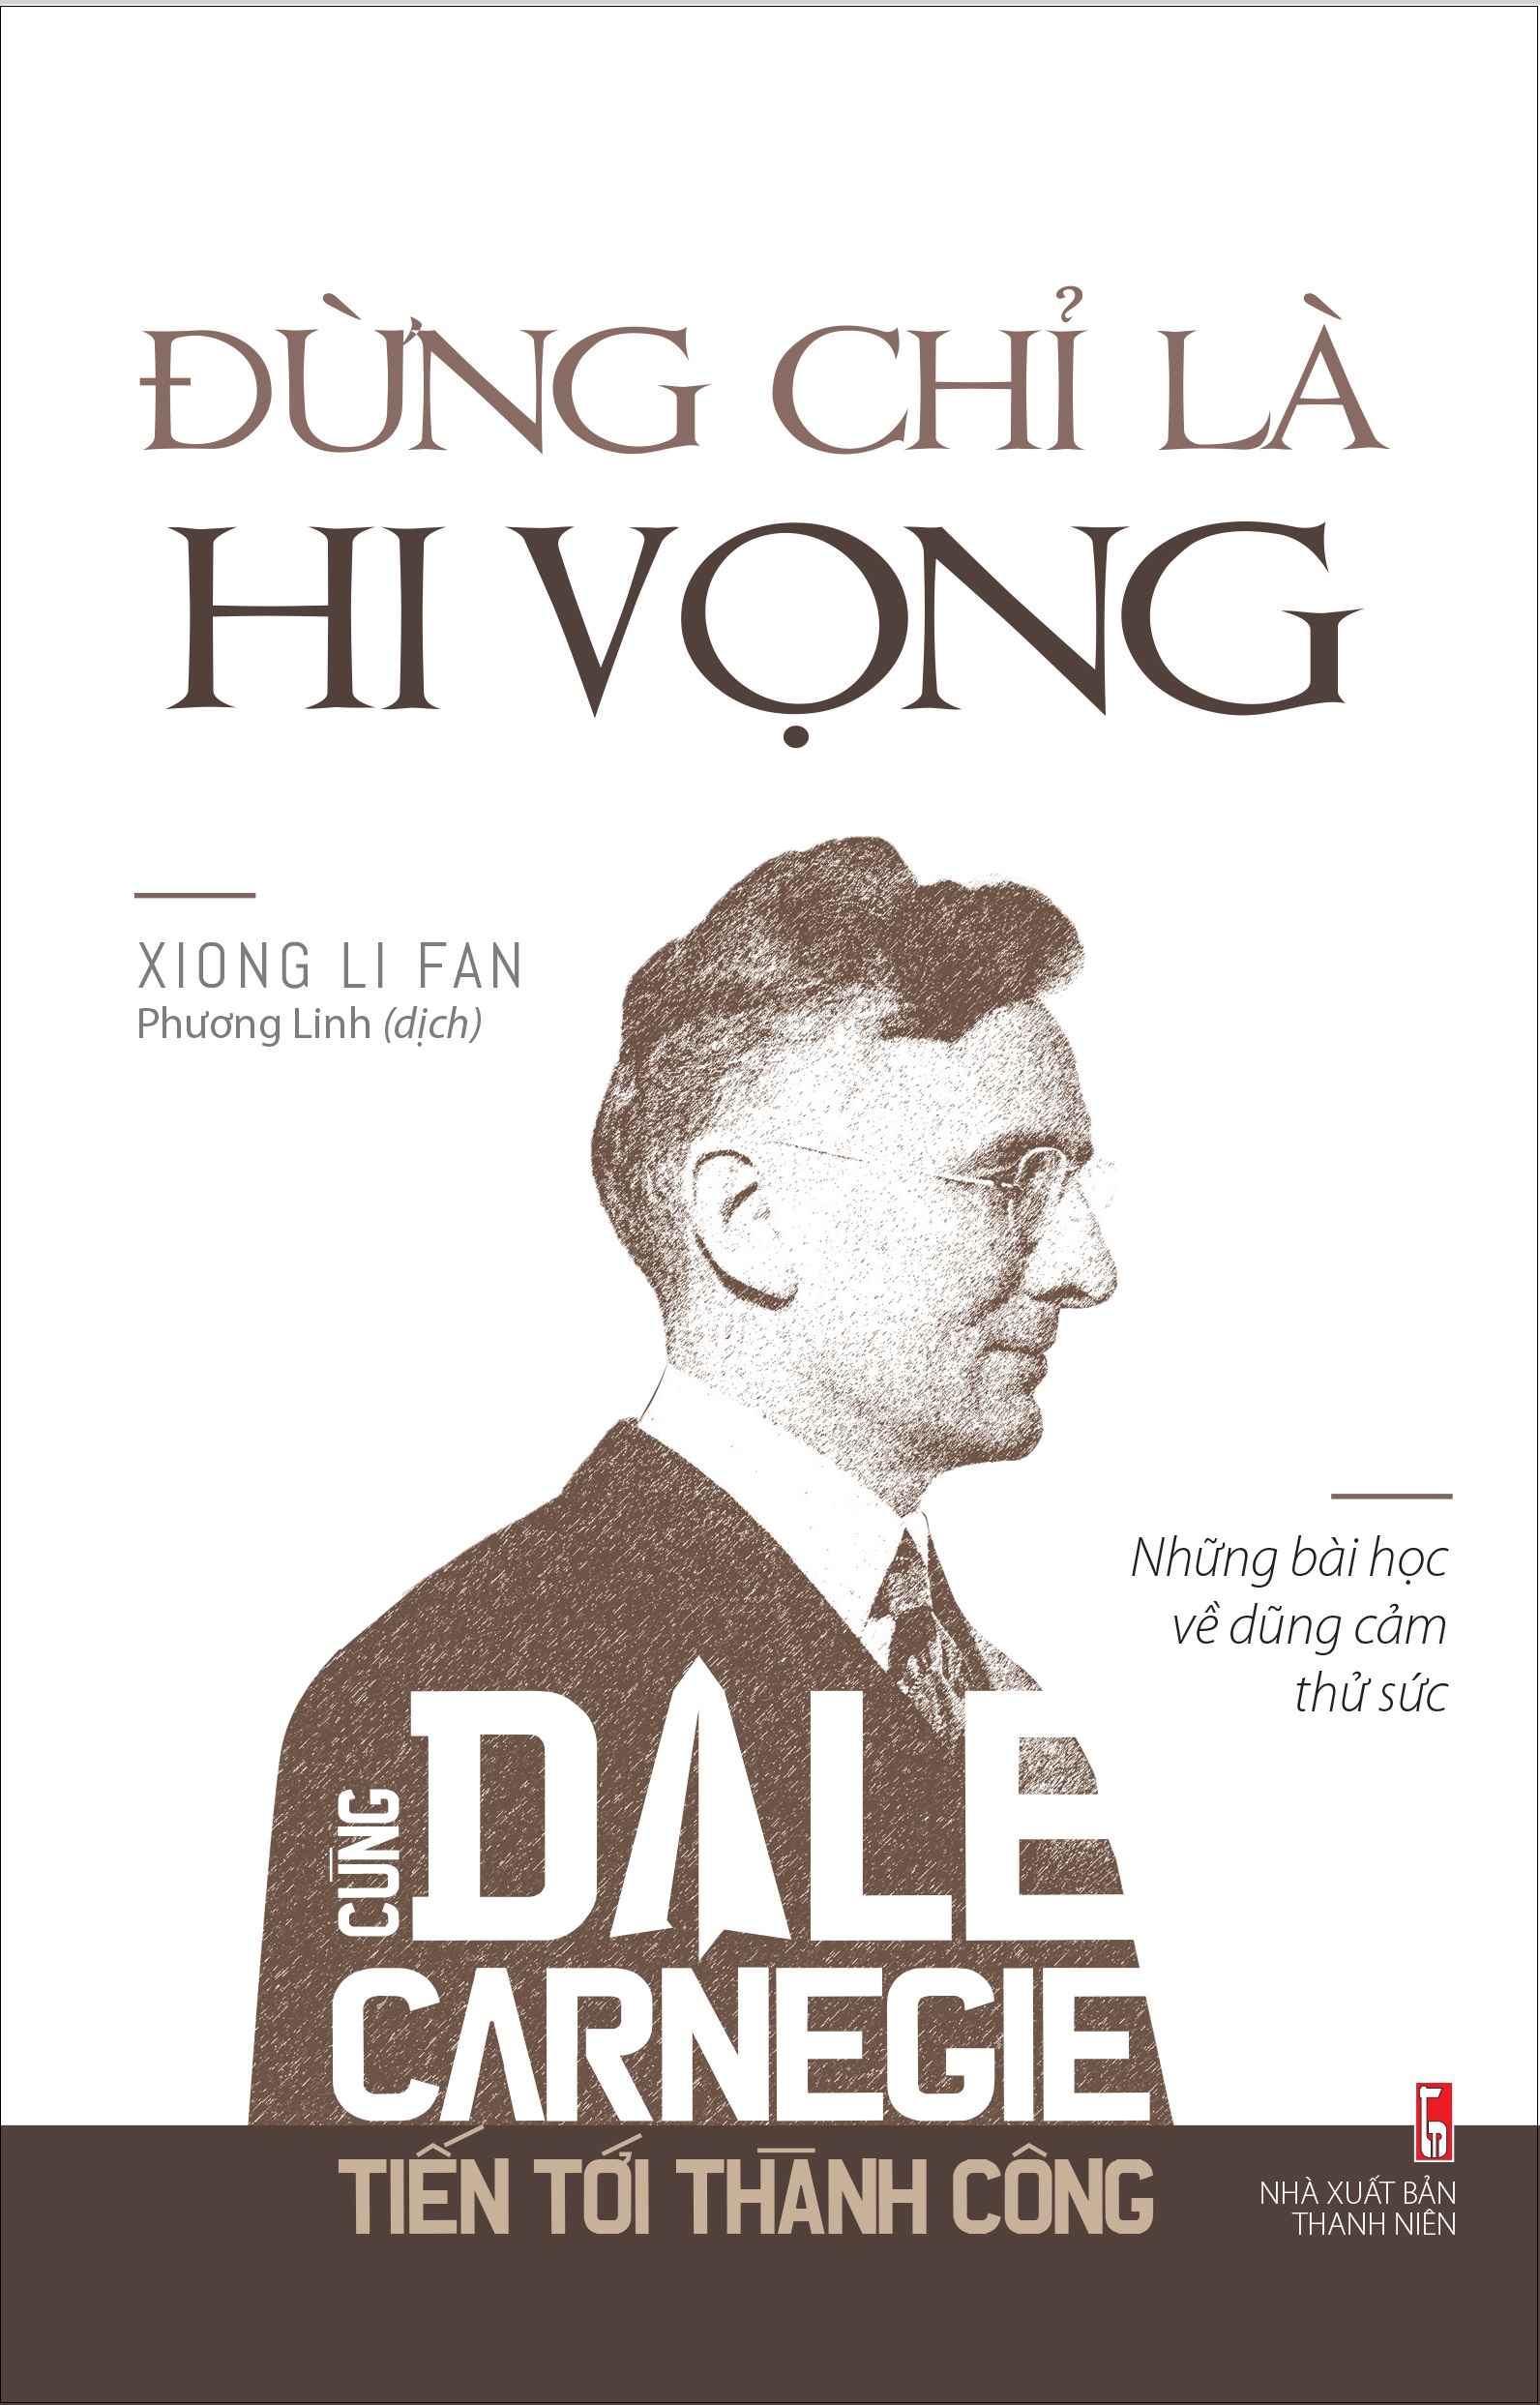 ĐỪNG CHỈ LÀ
HI VỌNG
XIONG LI FAN
Phương Linh (dịch)
Những bài học
về dũng cảm
thử sức
CÙNG
DALE
CARNEGIE
TIẾN TỚI THÀNH CÔNG
NHÀ XUẤT BẢN
THANH NIÊN